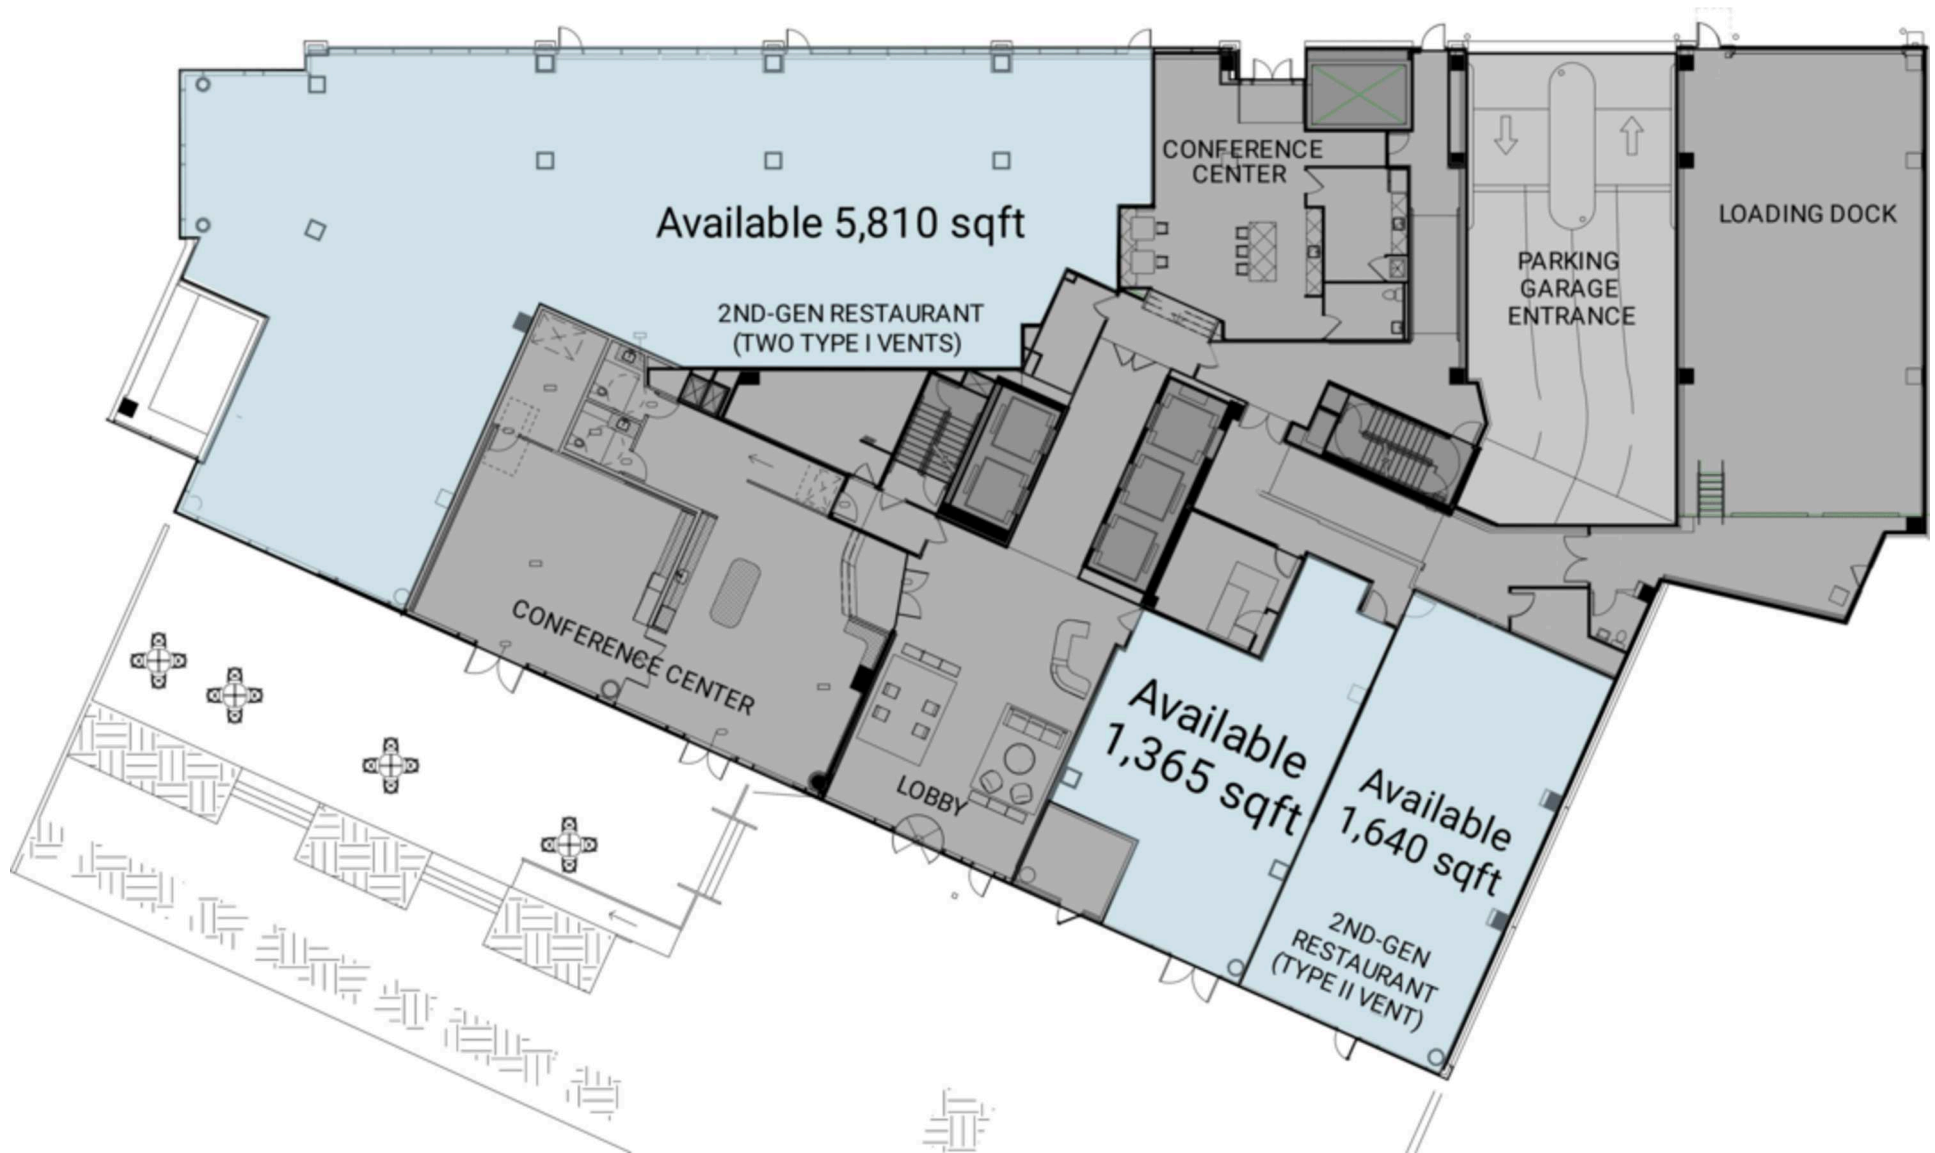 CONFERENCE
CENTER
Available 5,810 sqft
LOADING DOCK
PARKING
GARAGE
ENTRANCE
2ND-GEN RESTAURANT
(TWO TYPE I VENTS)
CONFERENCE CENTER
LOBBY
Available
1,365 sqft
Available
1,640 sqft
2ND-GEN
RESTAURANT
(TYPE II VENT)